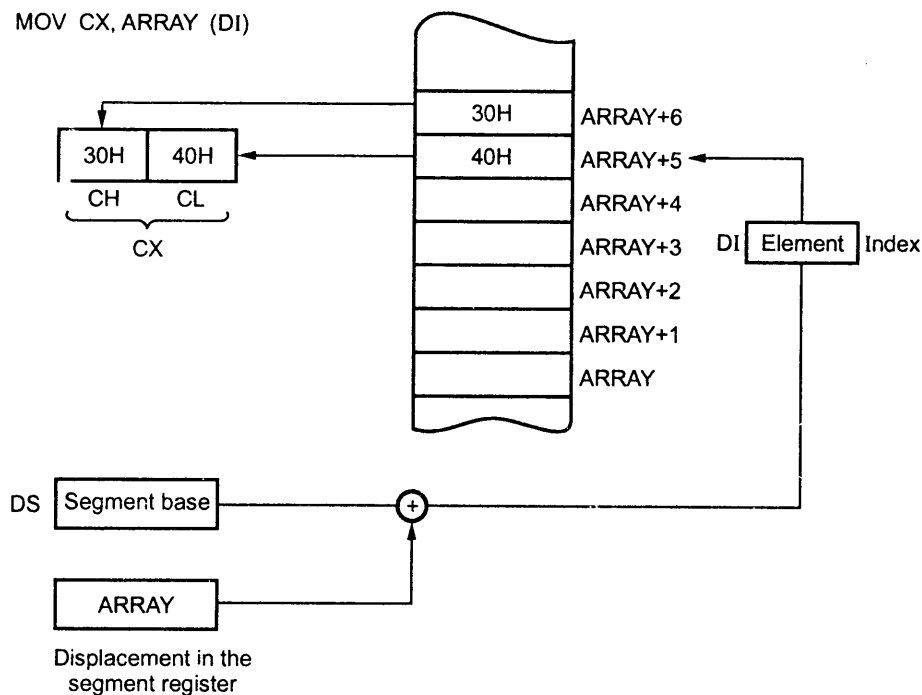 MOV CX, ARRAY (DI)
30H
ARRAY+6
30H
40H
40H
ARRAY+5
CH
CL
CX
ARRAY+4
DI
Element
Index
ARRAY+3
ARRAY+2
ARRAY+1
ARRAY
DS
Segment base
+
ARRAY
Displacement in the
segment register